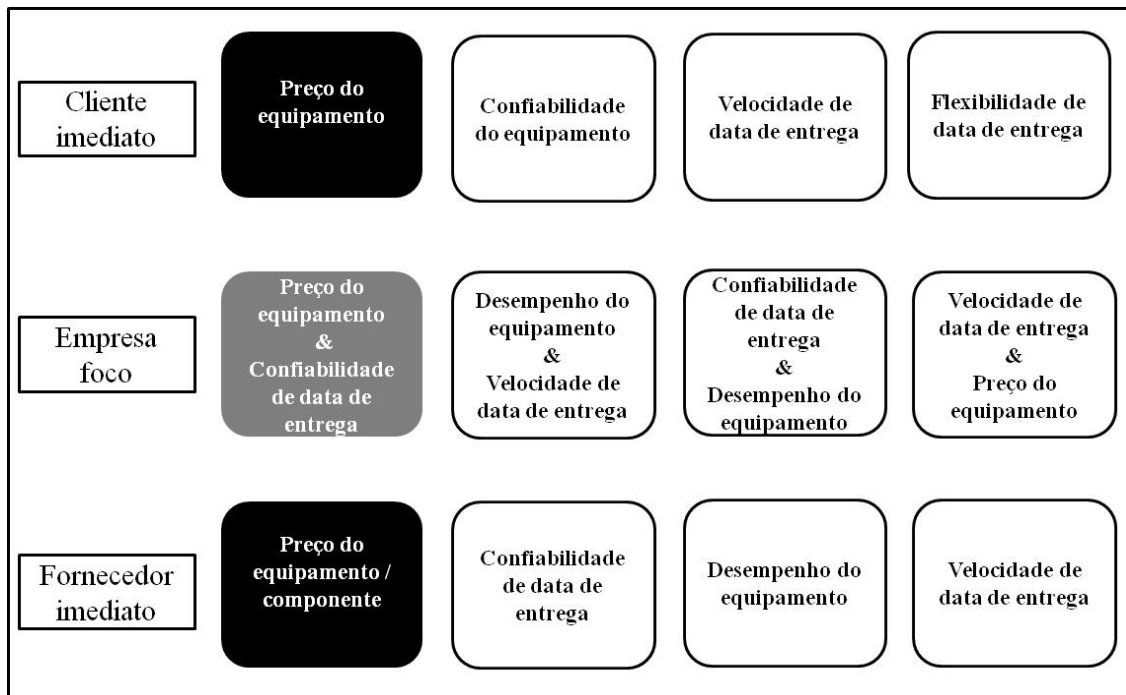 Cliente
imediato
Preço do
equipamento
Confiabilidade
do equipamento
Velocidade de
data de entrega
Flexibilidade de
data de entrega
Empresa
foco
Preço do
equipamento
&
Confiabilidade
de data de
entrega
Desempenho do
equipamento
&
Velocidade de
data de entrega
Confiabilidade
de data de
entrega
&
Desempenho do
equipamento
Velocidade de
data de entrega
&
Preço do
equipamento
Fornecedor
imediato
Preço do
equipamento /
componente
Confiabilidade
de data de
entrega
Desempenho do
equipamento
Velocidade de
data de entrega